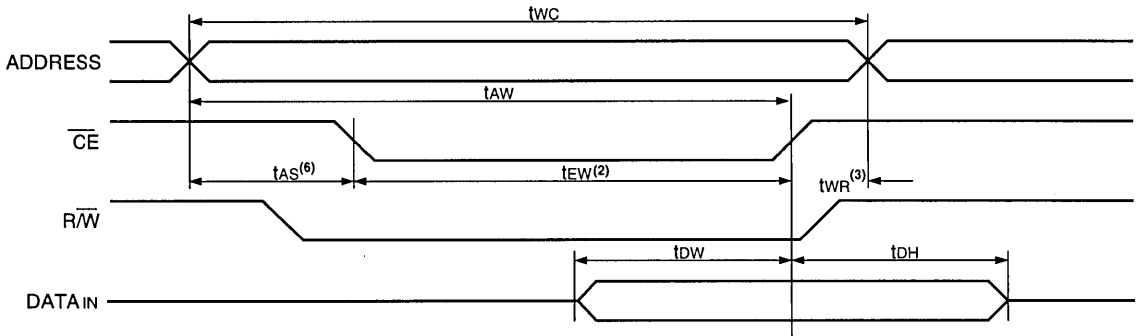 tWC
ADDRESS
tAW
CE
tAS(6)
tEW(2)
tWR(3)
R/W
tDW
tDH
DATA IN